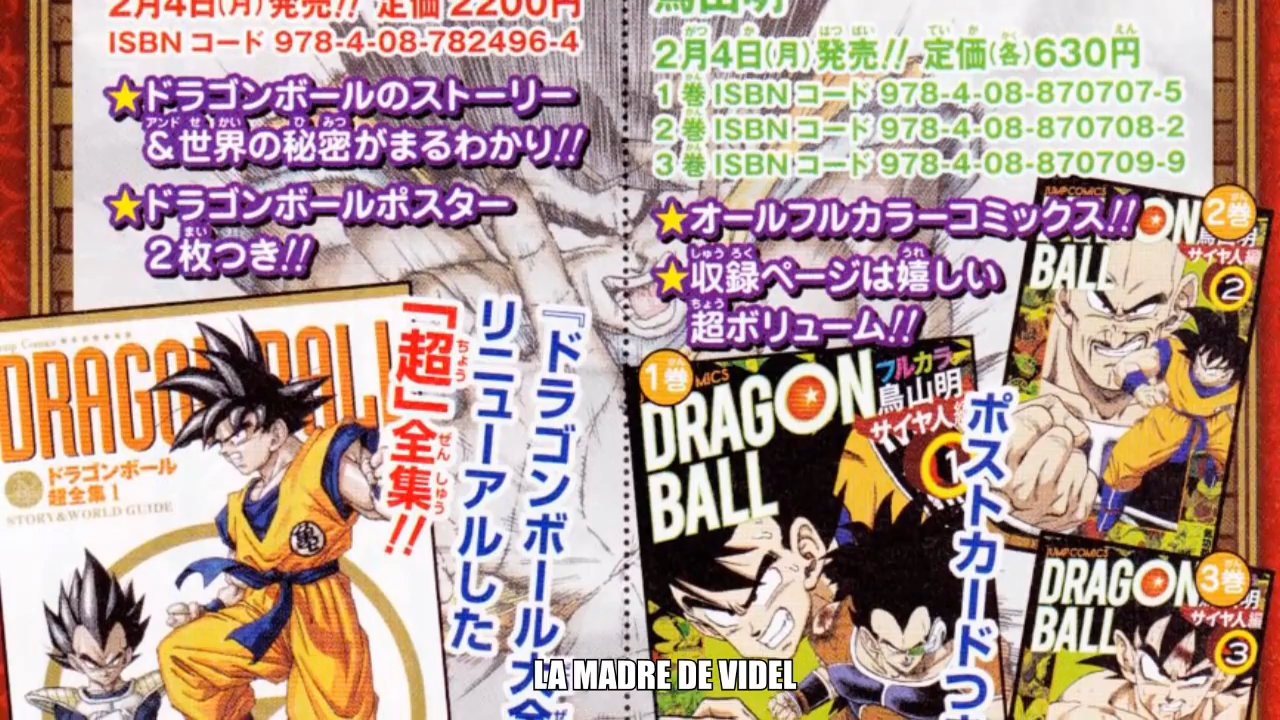 2月4日(月)発売!! 定価 2200円
ISBNコード 978-4-08-782496-4
★ドラゴンボールのストーリー
&世界の秘密がまるわかり!!
★ドラゴンボールポスター
2枚つき!!
『ドラゴンボール大全
リニューアルした
「超」全集!!
DRAGON BALL
ドラゴンボール
超全集1
STORY&WORLD GUIDE
鳥山明
2月4日(月)発売!! 定価(各)630円
1巻 ISBNコード 978-4-08-870707-5
2巻 ISBNコード 978-4-08-870708-2
3巻 ISBNコード 978-4-08-870709-9
★オールフルカラーコミックス!!
★収録ページは嬉しい
超ボリューム!!
ポストカードつ
1巻
MICS
DRAGON
BALL
フルカラ
鳥山明
サイヤ人編
1
JUMP COMICS
2巻
BALL
サイヤ人編
2
JUMP COMICS
3巻
DRAGON
BALL
サイヤ人編
3
LA MADRE DE VIDEL